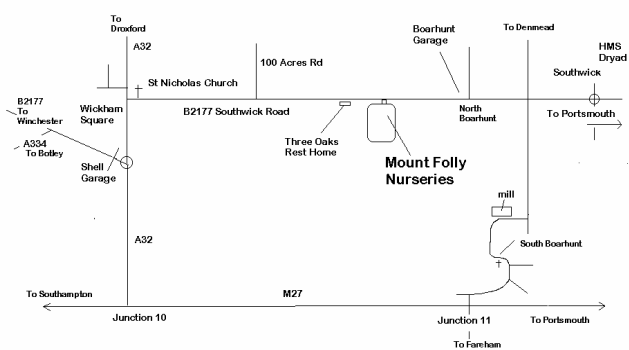 To
Droxford
A32
To Denmead
Boarhunt
Garage
HMS
Dryad
100 Acres Rd
Southwick
St Nicholas Church
B2177
To
Winchester
Wickham
Square
B2177 Southwick Road
North
Boarhunt
To Portsmouth
A334
To Botley
Three Oaks
Rest Home
Mount Folly
Nurseries
Shell
Garage
mill
A32
South Boarhunt
To Southampton
M27
Junction 10
Junction 11
To Portsmouth
To Fareham